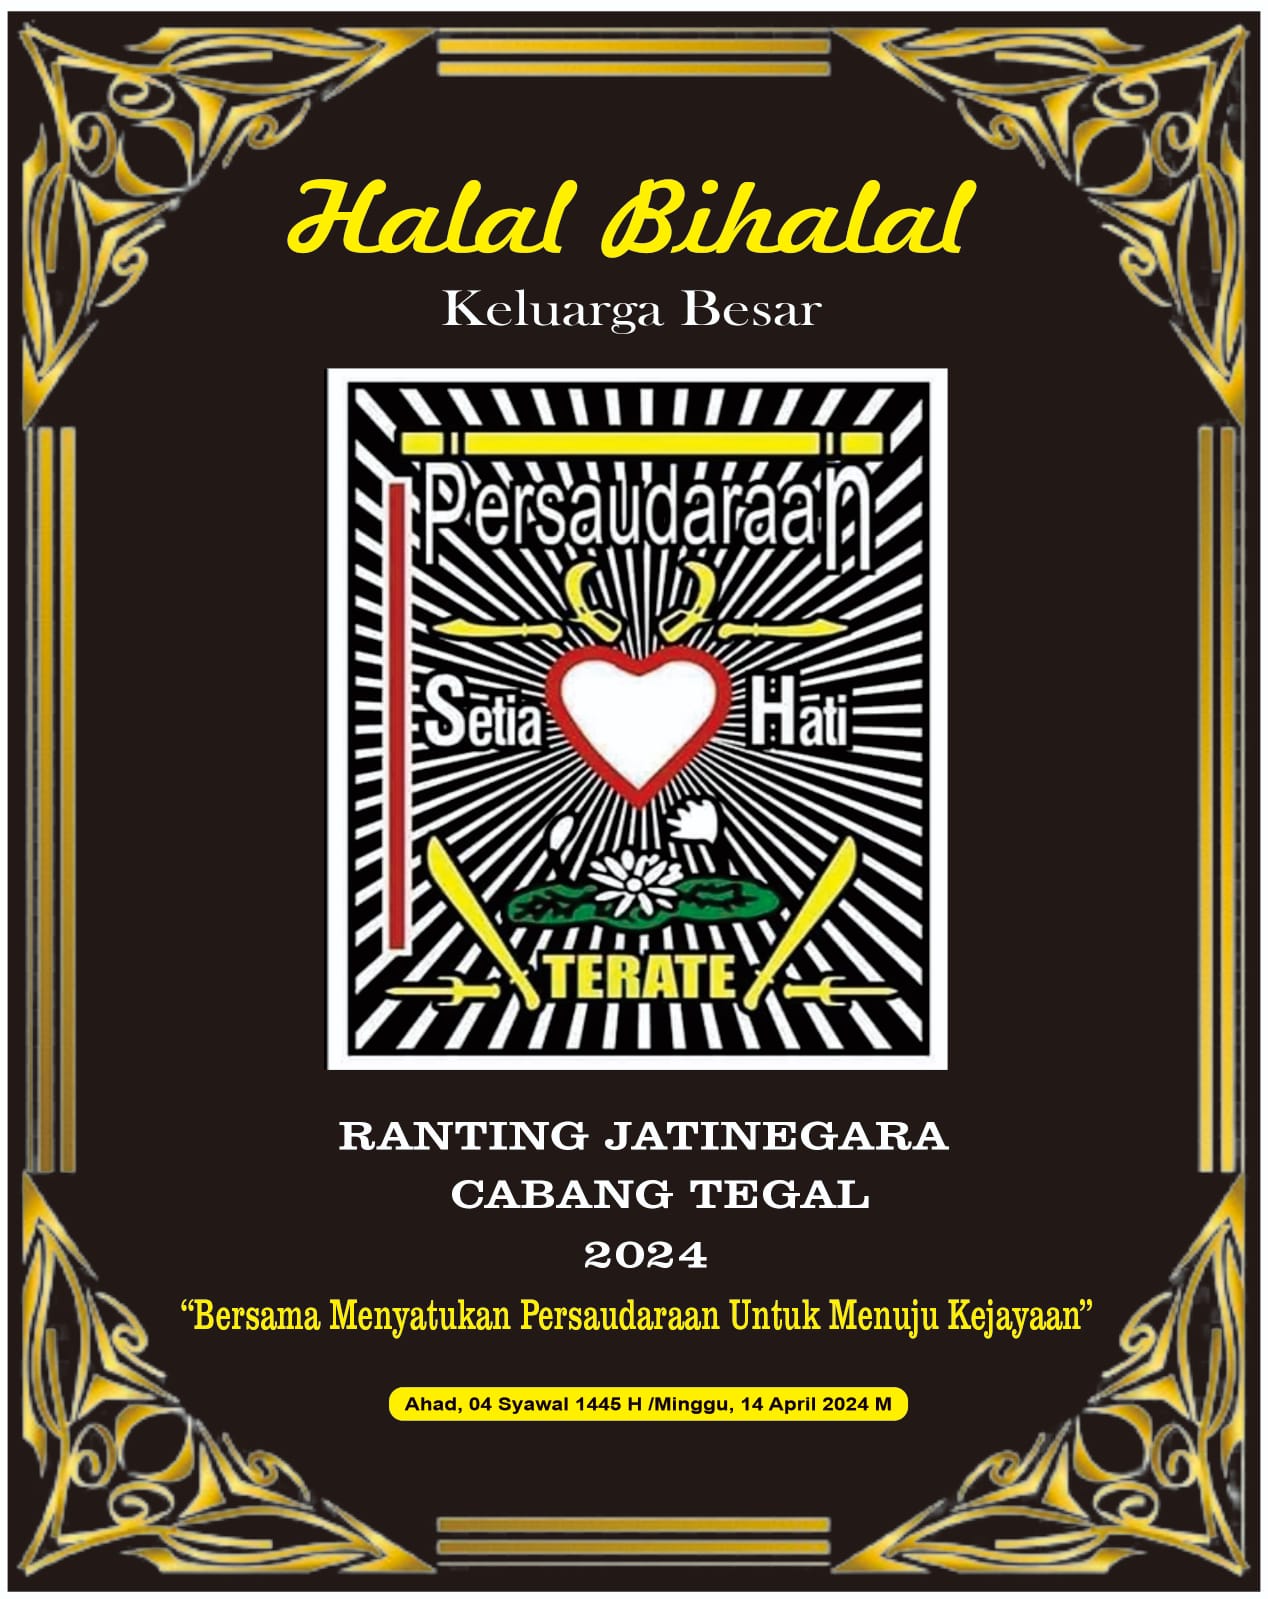 Halal Bihalal
Keluarga Besar
Persaudaraan
Setia Hati
TERATE
RANTING JATINEGARA
CABANG TEGAL
2024
“Bersama Menyatukan Persaudaraan Untuk Menuju Kejayaan”
Ahad, 04 Syawal 1445 H /Minggu, 14 April 2024 M